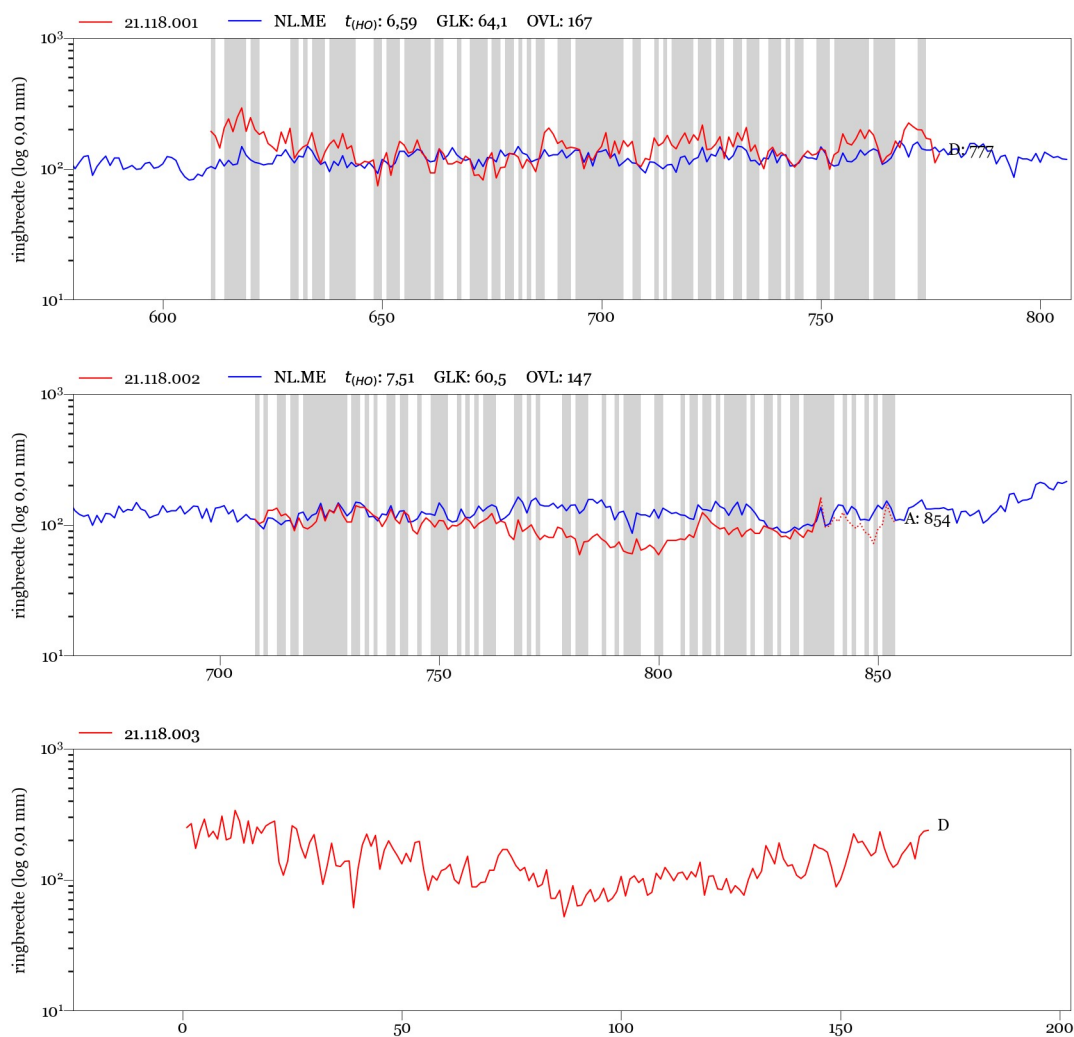 21.118.001 NL.ME t(HO): 6,59 GLK: 64,1 OVL: 167
10³
10²
10¹
ringbreedte (log 0,01 mm)
D: 777
600 650 700 750 800
21.118.002 NL.ME t(HO): 7,51 GLK: 60,5 OVL: 147
10³
10²
10¹
ringbreedte (log 0,01 mm)
A: 854
700 750 800 850
21.118.003
10³
10²
10¹
ringbreedte (log 0,01 mm)
D
0 50 100 150 200